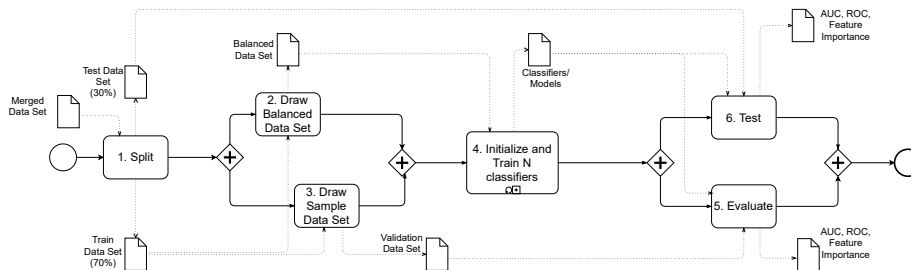 AUC, ROC,
Feature
Importance
Balanced
Data Set
Test Data
Set
(30%)
Classifiers/
Models
Merged
Data Set
2. Draw
Balanced
Data Set
6. Test
1. Split
4. Initialize and
Train N
classifiers
3. Draw
Sample
Data Set
5. Evaluate
Train
Data Set
(70%)
Validation
Data Set
AUC, ROC,
Feature
Importance